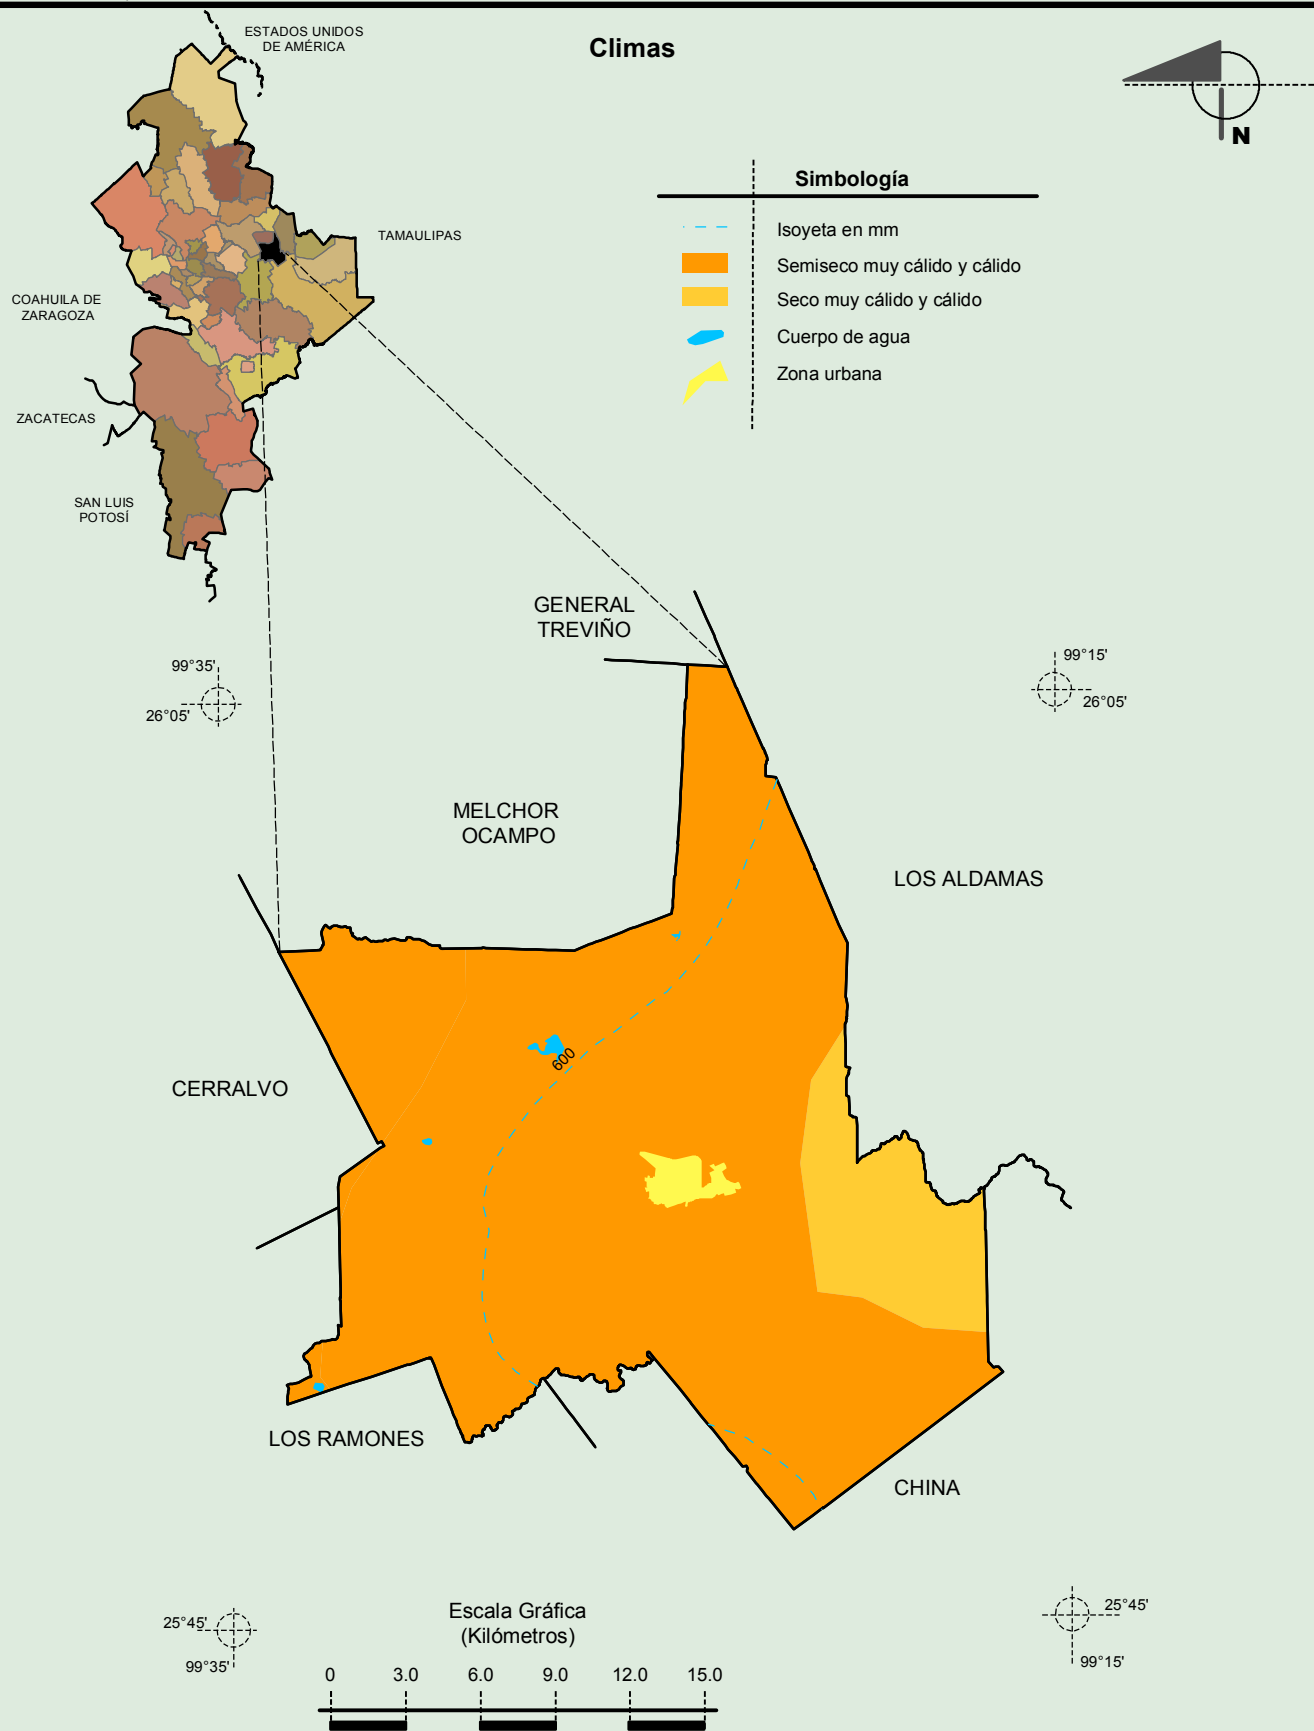 Climas
ESTADOS UNIDOS
DE AMÉRICA
TAMAULIPAS
COAHUILA DE
ZARAGOZA
ZACATECAS
SAN LUIS
POTOSÍ
N
Simbología
Isoyeta en mm
Semiseco muy cálido y cálido
Seco muy cálido y cálido
Cuerpo de agua
Zona urbana
GENERAL
TREVIÑO
99°35'
26°05'
99°15'
26°05'
MELCHOR
OCAMPO
LOS ALDAMAS
600
CERRALVO
LOS RAMONES
CHINA
25°45'
99°35'
25°45'
99°15'
Escala Gráfica
(Kilómetros)
0 3.0 6.0 9.0 12.0 15.0